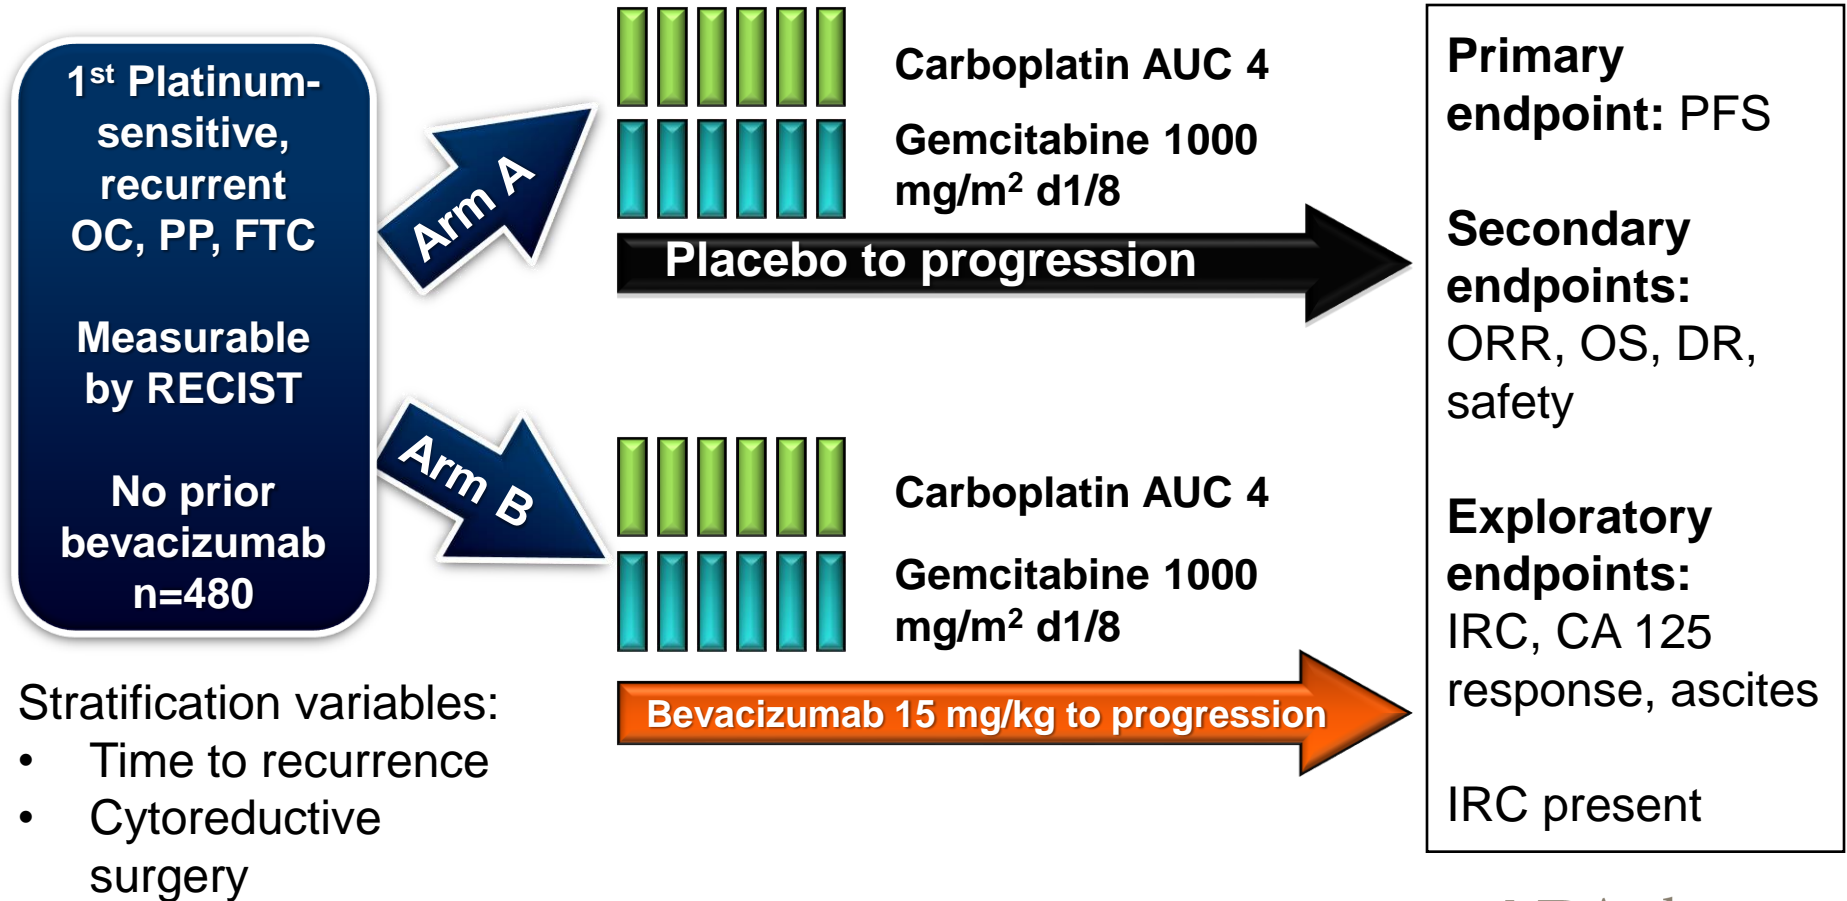 1st Platinum-
sensitive,
recurrent
OC, PP, FTC
Measurable
by RECIST
No prior
bevacizumab
n=480
Stratification variables:
• Time to recurrence
• Cytoreductive
surgery
Arm A
Carboplatin AUC 4
Gemcitabine 1000
mg/m² d1/8
Placebo to progression
Arm B
Carboplatin AUC 4
Gemcitabine 1000
mg/m² d1/8
Bevacizumab 15 mg/kg to progression
Primary
endpoint: PFS
Secondary
endpoints:
ORR, OS, DR,
safety
Exploratory
endpoints:
IRC, CA 125
response, ascites
IRC present